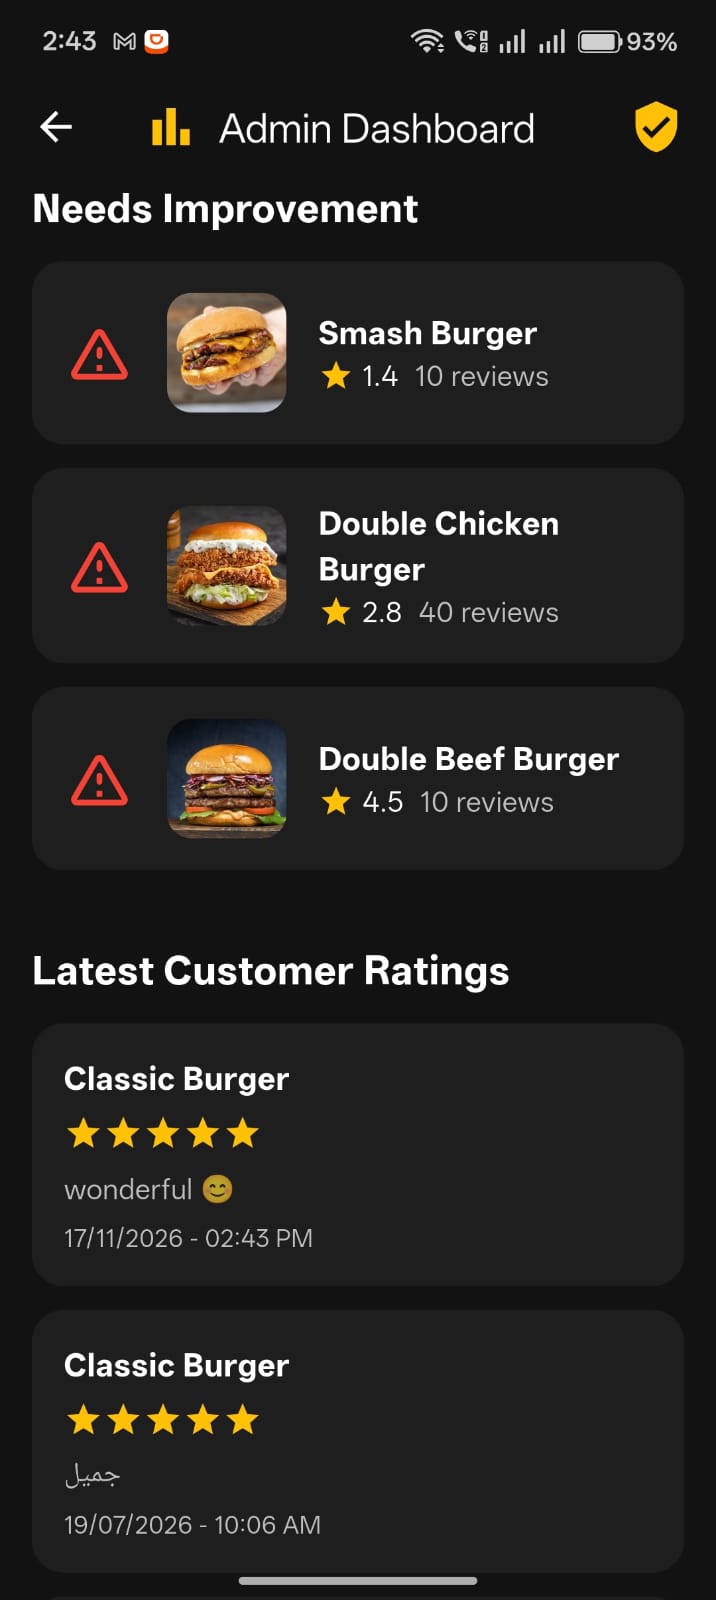 2:43
93%
Admin Dashboard
Needs Improvement
Smash Burger
1.4 10 reviews
Double Chicken
Burger
2.8 40 reviews
Double Beef Burger
4.5 10 reviews
Latest Customer Ratings
Classic Burger
wonderful 😊
17/11/2026 - 02:43 PM
Classic Burger
جميل
19/07/2026 - 10:06 AM